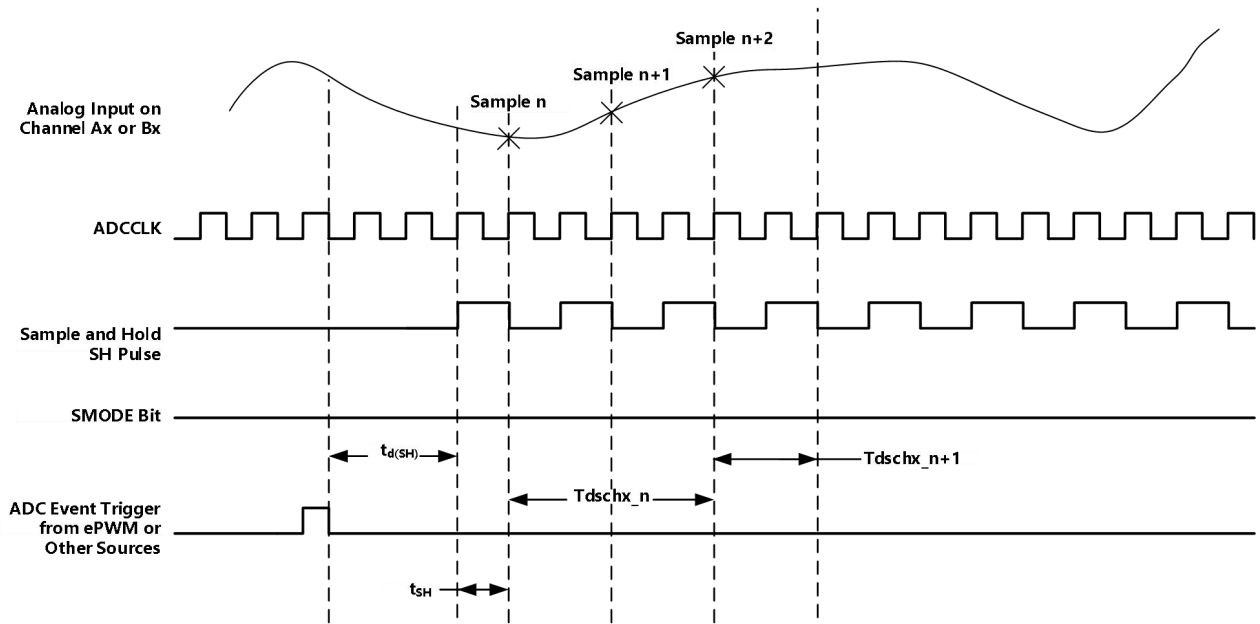 Sample n+2
Sample n+1
Sample n
Analog Input on
Channel Ax or Bx
ADCCLK
Sample and Hold
SH Pulse
SMODE Bit
td(SH)
Tdschx_n+1
Tdschx_n
ADC Event Trigger
from ePWM or
Other Sources
tSH